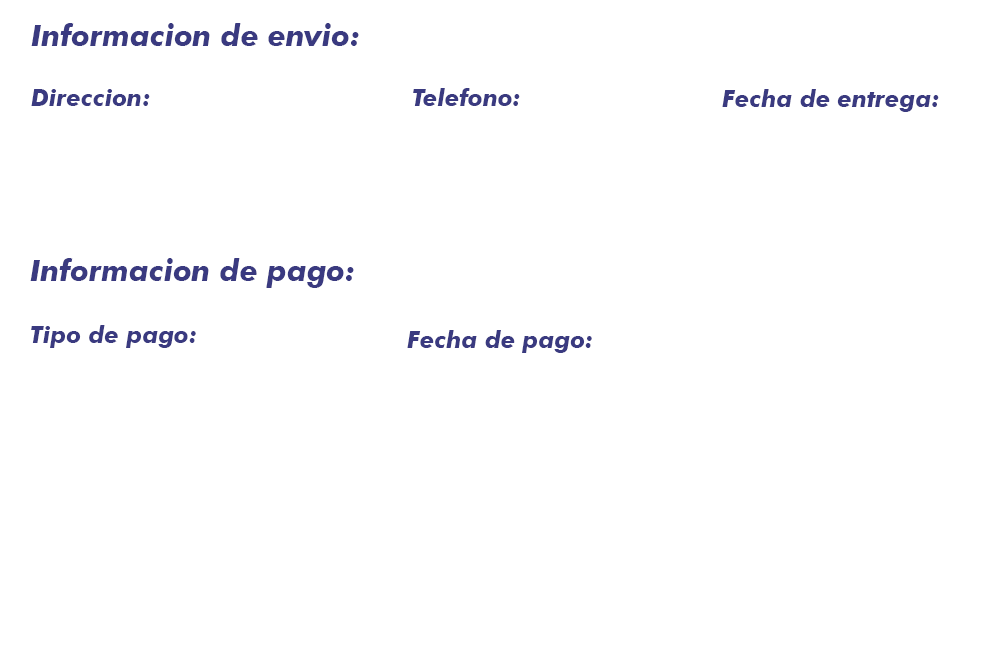 Informacion de envio:
Direccion: Telefono: Fecha de entrega:
Informacion de pago:
Tipo de pago: Fecha de pago: